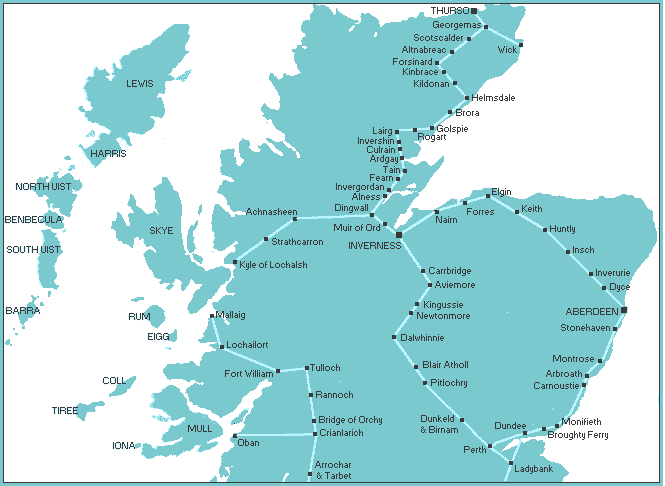 THURSO
Georgemas
Scotscalder
Altnabreac
Wick
Forsinard
Kinbrace
Kildonan
LEWIS
Helmsdale
Brora
Golspie
Lairg
Rogart
Invershin
Culrain
HARRIS
Ardgay
Tain
Fearn
NORTH UIST
Invergordan
Alness
Elgin
Dingwall
Forres
Keith
Achnasheen
Nairn
BENBECULA
Muir of Ord
SKYE
Huntly
Strathcarron
INVERNESS
SOUTH UIST
Insch
Kyle of Lochalsh
Carrbridge
Inverurie
Aviemore
Dyce
Kingussie
BARRA
RUM
Mallaig
Newtonmore
ABERDEEN
Stonehaven
EIGG
Dalwhinnie
Lochailort
Montrose
Blair Atholl
Tulloch
Fort William
Arbroath
COLL
Pitlochry
Carnoustie
Rannoch
TIREE
Bridge of Orchy
Dunkeld
& Birnam
Monifieth
MULL
Crianlarich
Dundee
Broughty Ferry
IONA
Oban
Perth
Arrochar
& Tarbet
Ladybank